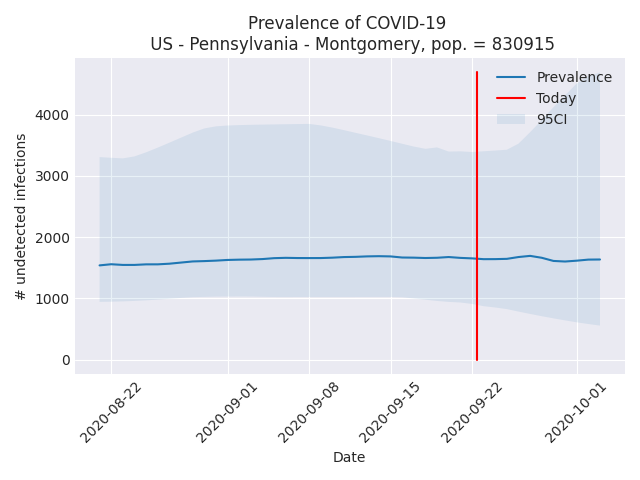 Prevalence of COVID-19
US - Pennsylvania - Montgomery, pop. = 830915
Prevalence
Today
95CI
4000
3000
2000
1000
0
# undetected infections
2020-08-22
2020-09-01
2020-09-08
2020-09-15
2020-09-22
2020-10-01
Date